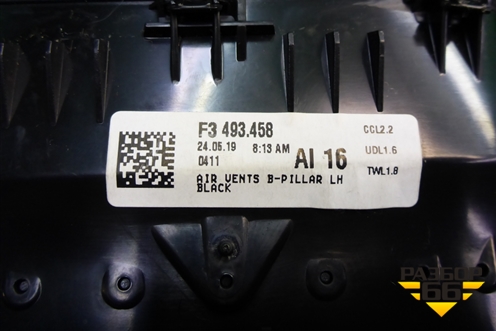 F3 493.458
24.05.19 8:13 AM
0411
AI 16
AIR VENTS B-PILLAR LH
BLACK
CCL2.2
UDL1.6
TWL1.8
РАЗБОР
66